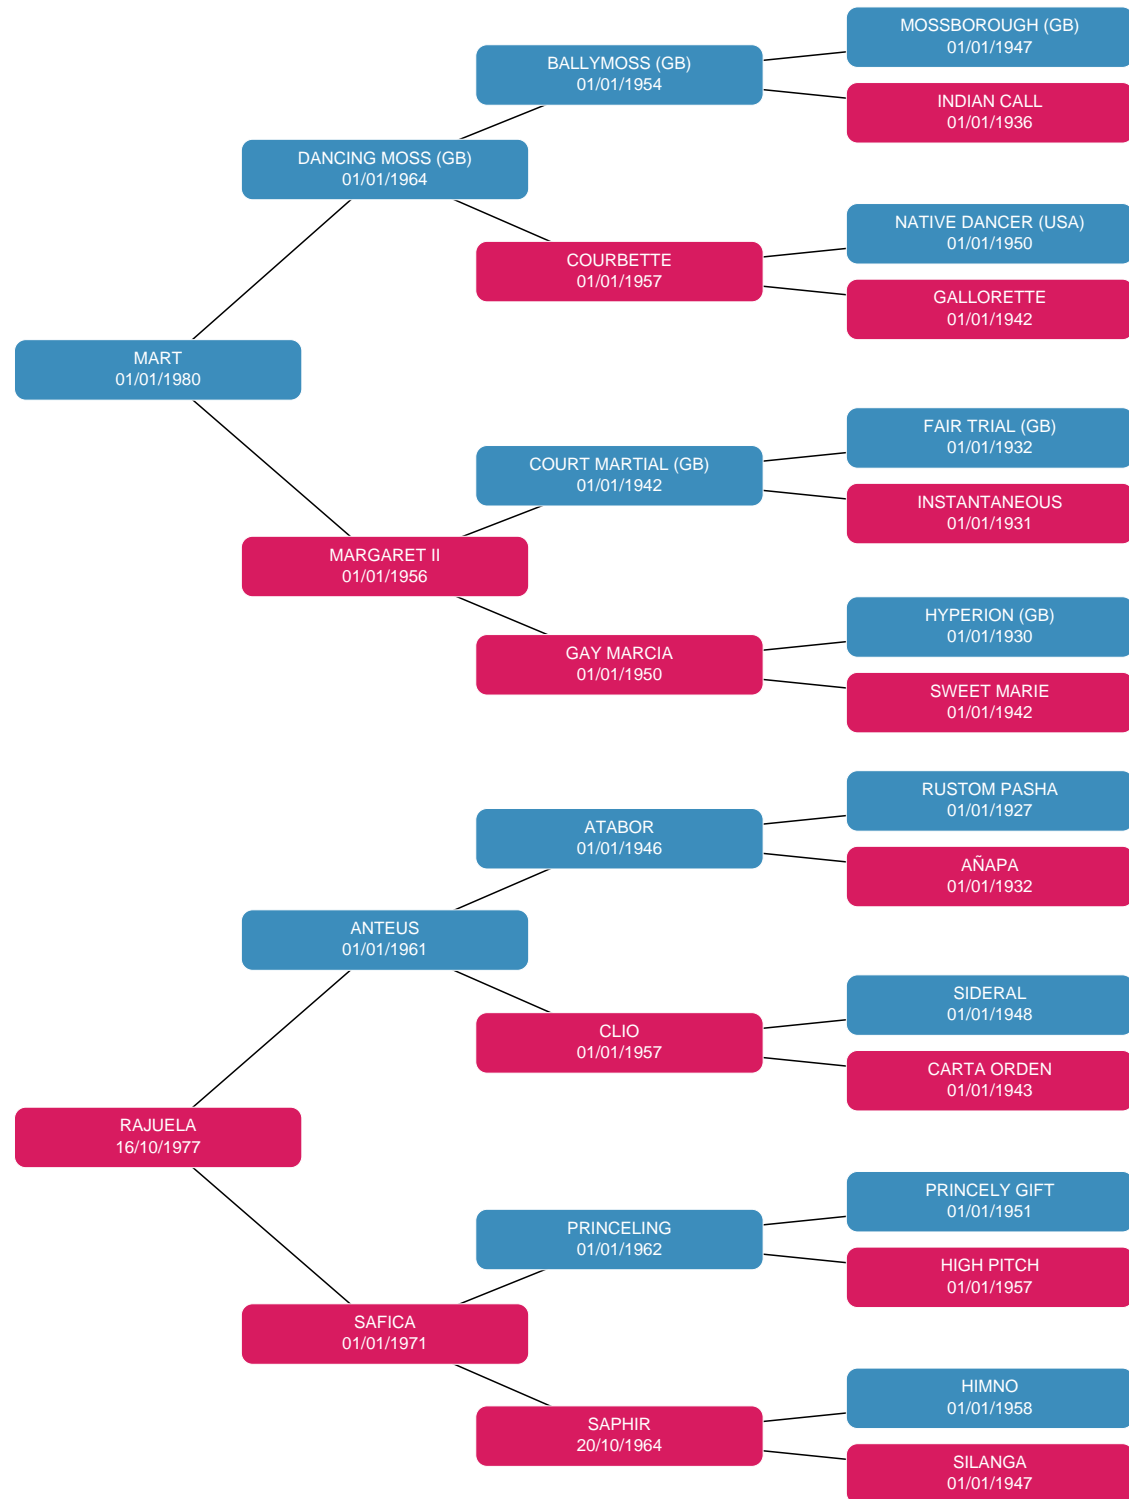 MOSSBOROUGH (GB)
01/01/1947
BALLYMOSS (GB)
01/01/1954
INDIAN CALL
01/01/1936
DANCING MOSS (GB)
01/01/1964
NATIVE DANCER (USA)
01/01/1950
COURBETTE
01/01/1957
GALLORETTE
01/01/1942
MART
01/01/1980
FAIR TRIAL (GB)
01/01/1932
COURT MARTIAL (GB)
01/01/1942
INSTANTANEOUS
01/01/1931
MARGARET II
01/01/1956
HYPERION (GB)
01/01/1930
GAY MARCIA
01/01/1950
SWEET MARIE
01/01/1942
RUSTOM PASHA
01/01/1927
ATABOR
01/01/1946
AÑAPA
01/01/1932
ANTEUS
01/01/1961
SIDERAL
01/01/1948
CLIO
01/01/1957
CARTA ORDEN
01/01/1943
RAJUELA
16/10/1977
PRINCELY GIFT
01/01/1951
PRINCELING
01/01/1962
HIGH PITCH
01/01/1957
SAFICA
01/01/1971
HIMNO
01/01/1958
SAPHIR
20/10/1964
SILANGA
01/01/1947